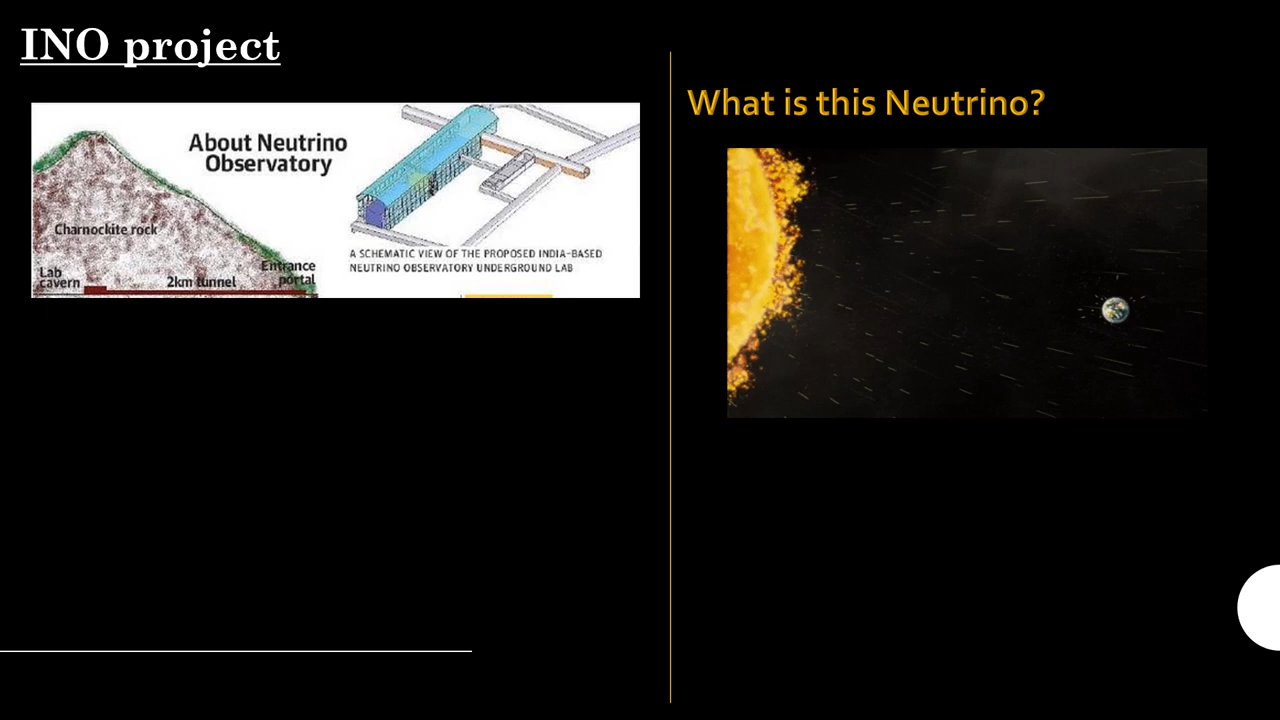 INO project
About Neutrino
Observatory
Charnockite rock
Lab
cavern
2km tunnel
Entrance
portal
A SCHEMATIC VIEW OF THE PROPOSED INDIA-BASED
NEUTRINO OBSERVATORY UNDERGROUND LAB
What is this Neutrino?